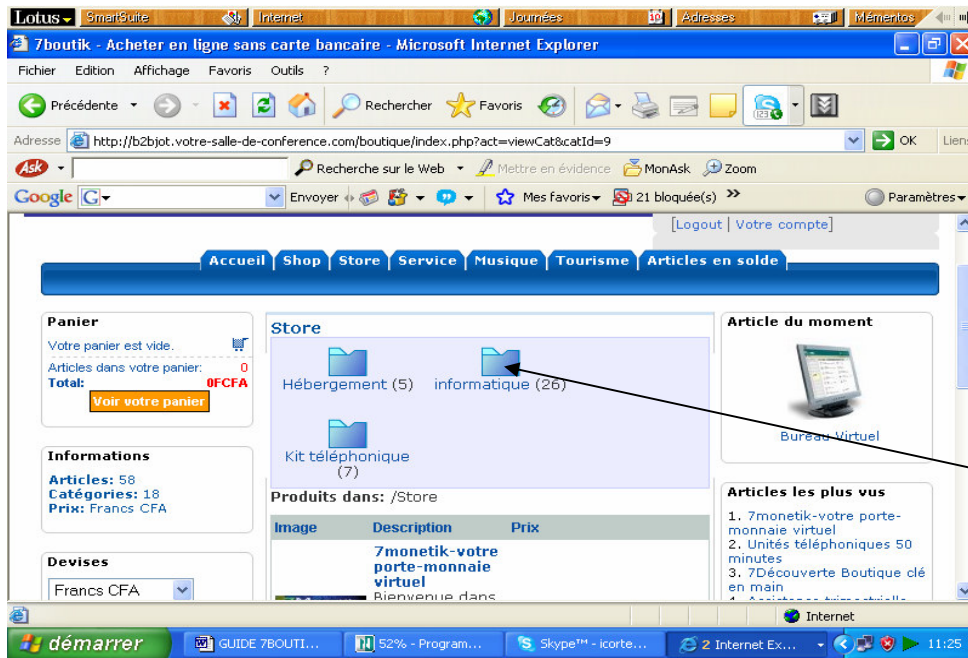 Lotus SmartSuite Internet Journées 10 Adresses Mémentos
7boutik - Acheter en ligne sans carte bancaire - Microsoft Internet Explorer
Fichier Edition Affichage Favoris Outils ?
Précédente Rechercher Favoris 123
Adresse http://b2bjot.votre-salle-de-conference.com/boutique/index.php?act=viewCat&catId=9 OK Liens
Ask Recherche sur le Web Mettre en évidence MonAsk Zoom
Google G Envoyer Mes favoris 21 bloquée(s) Paramètres
[Logout | Votre compte]
Accueil Shop Store Service Musique Tourisme Articles en solde
Panier
Votre panier est vide.
Articles dans votre panier: 0
Total: 0FCFA
Voir votre panier
Informations
Articles: 58
Catégories: 18
Prix: Francs CFA
Devises
Francs CFA
Store
Hébergement (5) informatique (26)
Kit téléphonique
(7)
Produits dans: /Store
Image Description Prix
7monetik-votre
porte-monnaie
virtuel
Bienvenue dans
Article du moment
Bureau Virtuel
Articles les plus vus
1. 7monetik-votre porte-
monnaie virtuel
2. Unités téléphoniques 50
minutes
3. 7Découverte Boutique clé
en main
4. Assistance trimestrielle
Internet
démarrer GUIDE 7BOUTI... 52% - Program... Skype™ - icorte... 2 Internet Ex... 11:25